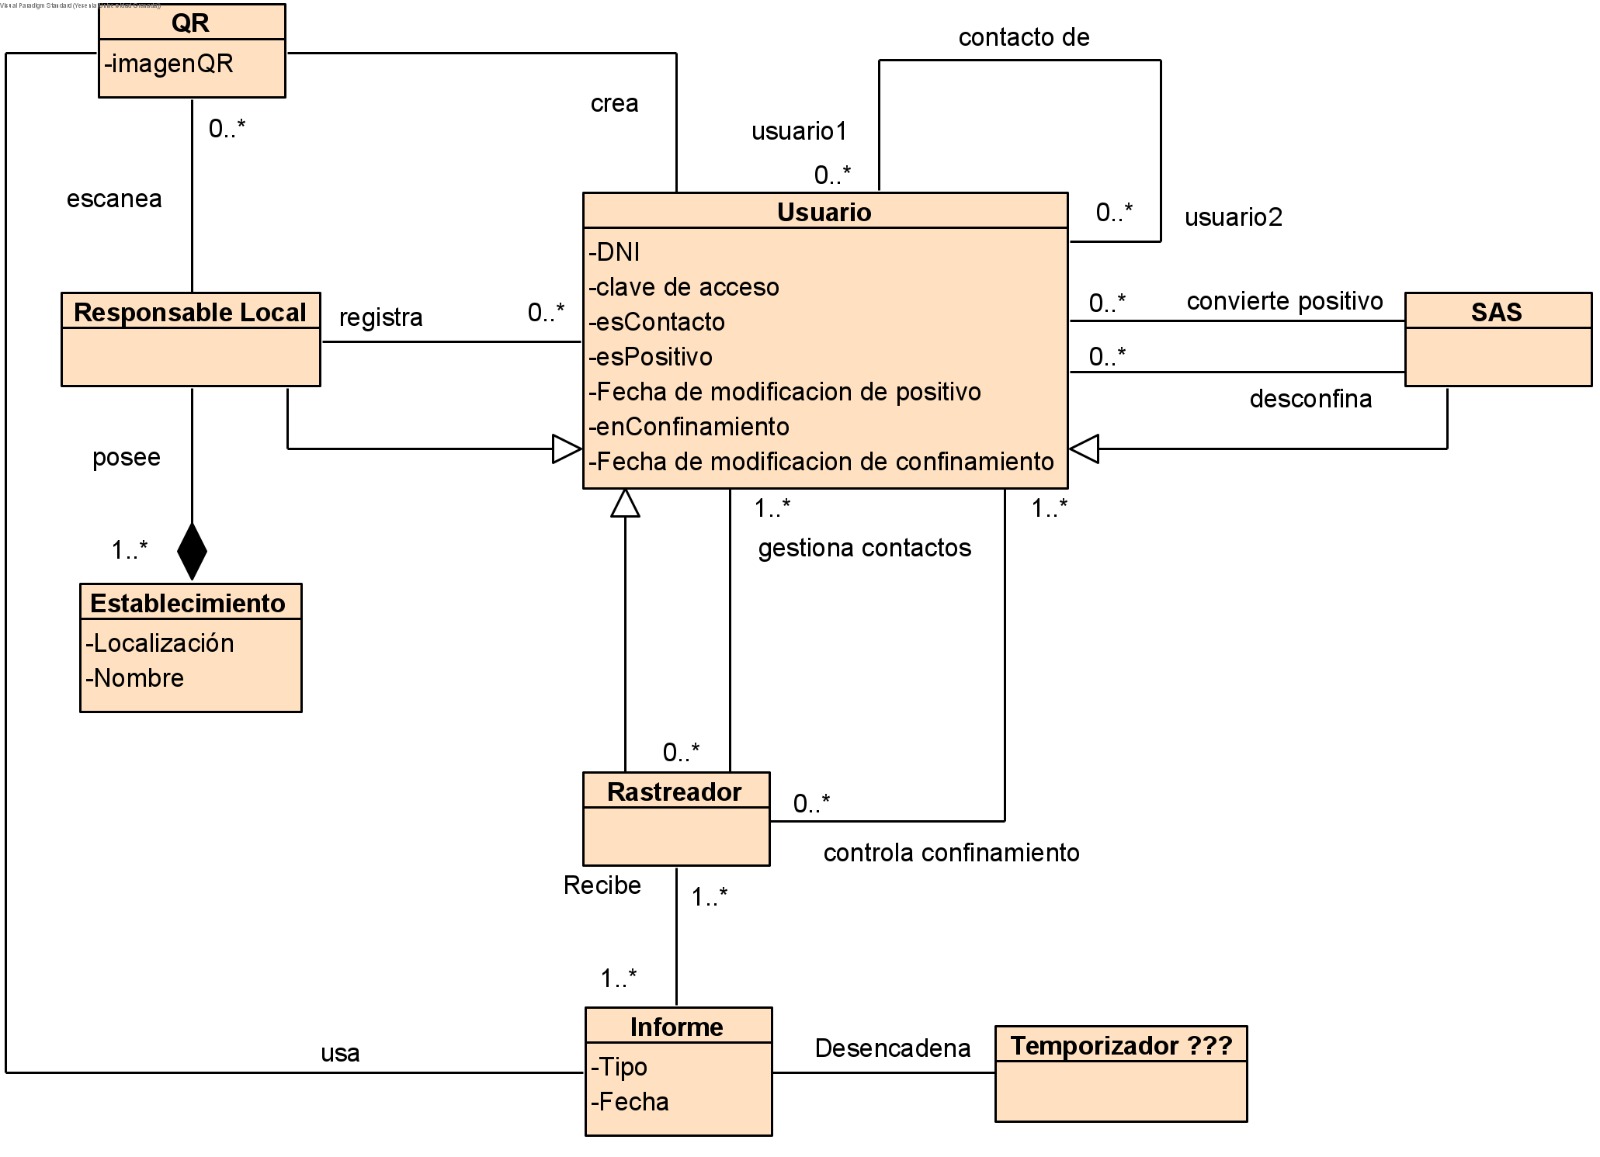 QR
-imagenQR
contacto de
crea
usuario1
0..*
0..*
0..*
usuario2
escanea
Usuario
-DNI
-clave de acceso
-esContacto
-esPositivo
-Fecha de modificacion de positivo
-enConfinamiento
-Fecha de modificacion de confinamiento
Responsable Local
registra
0..*
0..*
convierte positivo
SAS
0..*
desconfina
posee
1..*
1..*
1..*
gestiona contactos
Establecimiento
-Localización
-Nombre
0..*
Rastreador
0..*
controla confinamiento
Recibe
1..*
1..*
Informe
-Tipo
-Fecha
usa
Desencadena
Temporizador ???